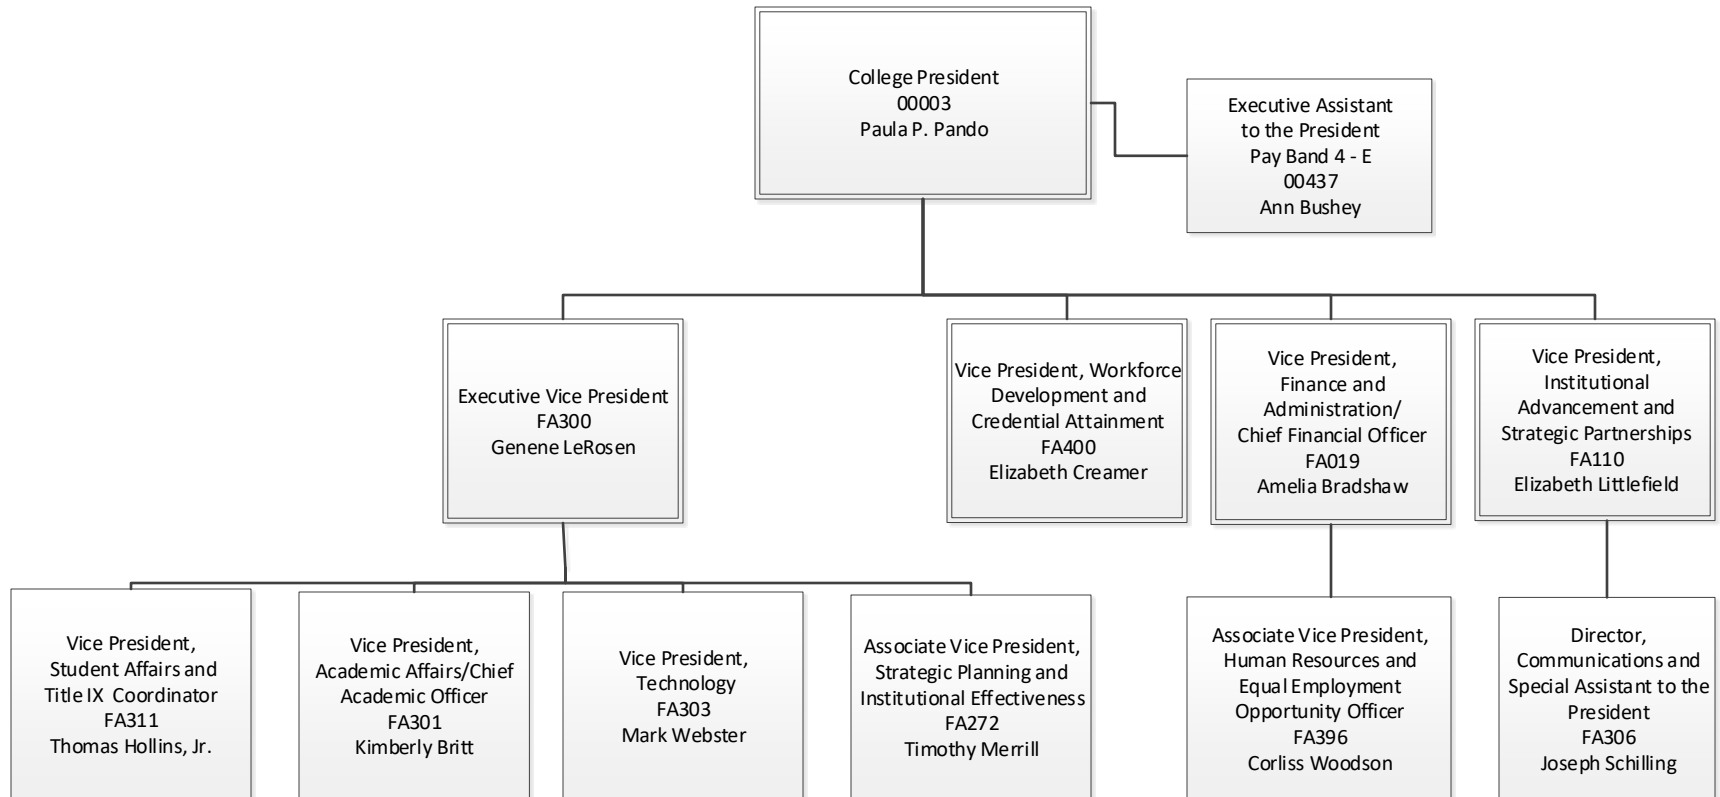 College President
00003
Paula P. Pando
Executive Assistant
to the President
Pay Band 4 - E
00437
Ann Bushey
Executive Vice President
FA300
Genene LeRosen
Vice President, Workforce
Development and
Credential Attainment
FA400
Elizabeth Creamer
Vice President,
Finance and
Administration/
Chief Financial Officer
FA019
Amelia Bradshaw
Vice President,
Institutional
Advancement and
Strategic Partnerships
FA110
Elizabeth Littlefield
Vice President,
Student Affairs and
Title IX Coordinator
FA311
Thomas Hollins, Jr.
Vice President,
Academic Affairs/Chief
Academic Officer
FA301
Kimberly Britt
Vice President,
Technology
FA303
Mark Webster
Associate Vice President,
Strategic Planning and
Institutional Effectiveness
FA272
Timothy Merrill
Associate Vice President,
Human Resources and
Equal Employment
Opportunity Officer
FA396
Corliss Woodson
Director,
Communications and
Special Assistant to the
President
FA306
Joseph Schilling